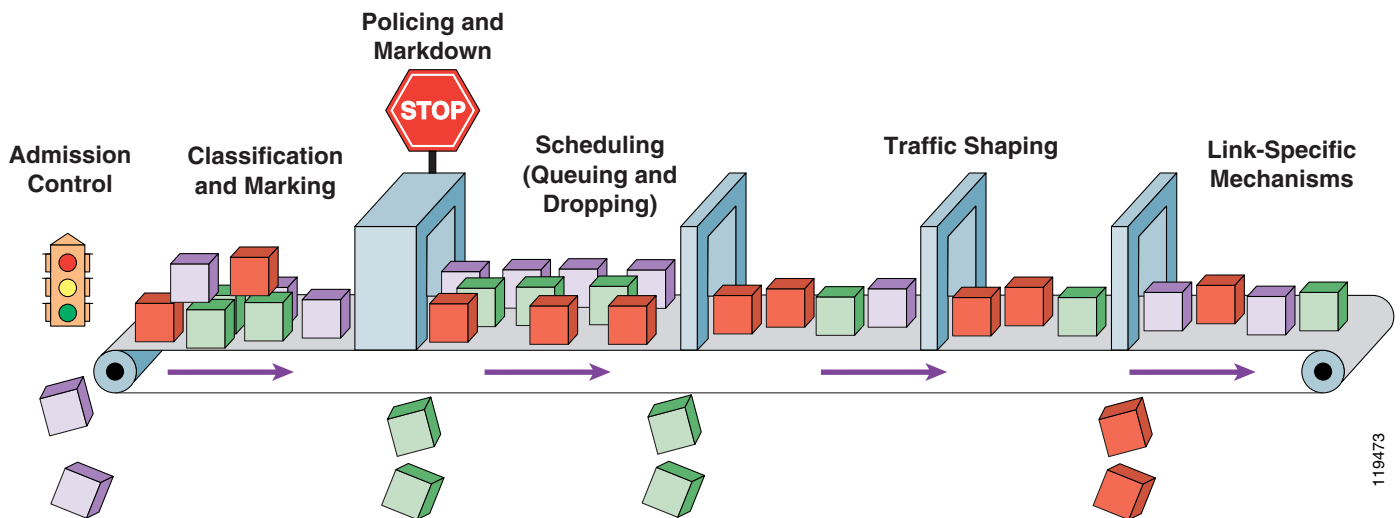 Policing and
Markdown
STOP
Admission
Control
Classification
and Marking
Scheduling
(Queuing and
Dropping)
Traffic Shaping
Link-Specific
Mechanisms
119473